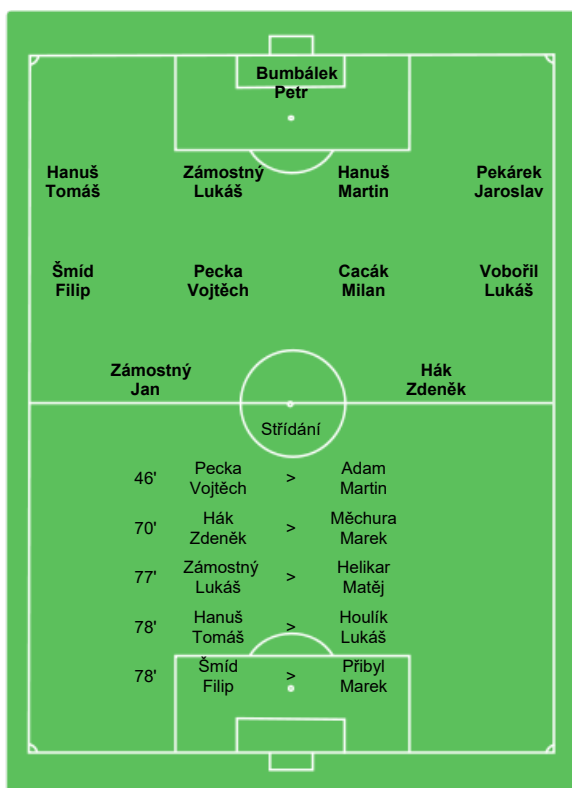 Bumbálek
Petr
Hanuš Zámostný Hanuš Pekárek
Tomáš Lukáš Martin Jaroslav
Šmíd Pecka Cacák Vobořil
Filip Vojtěch Milan Lukáš
Zámostný Hák
Jan Zdeněk
Střídání
46' Pecka Vojtěch > Adam Martin
70' Hák Zdeněk > Měchura Marek
77' Zámostný Lukáš > Helikar Matěj
78' Hanuš Tomáš > Houlík Lukáš
78' Šmíd Filip > Přibyl Marek